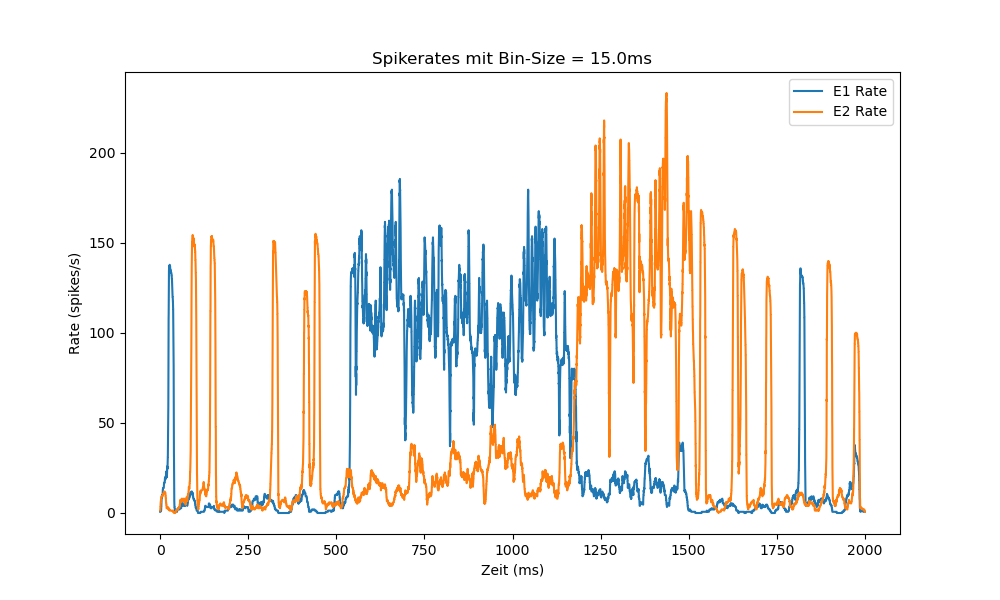 Spikerates mit Bin-Size = 15.0ms
E1 Rate
E2 Rate
Rate (spikes/s)
200
150
100
50
0
0 250 500 750 1000 1250 1500 1750 2000
Zeit (ms)